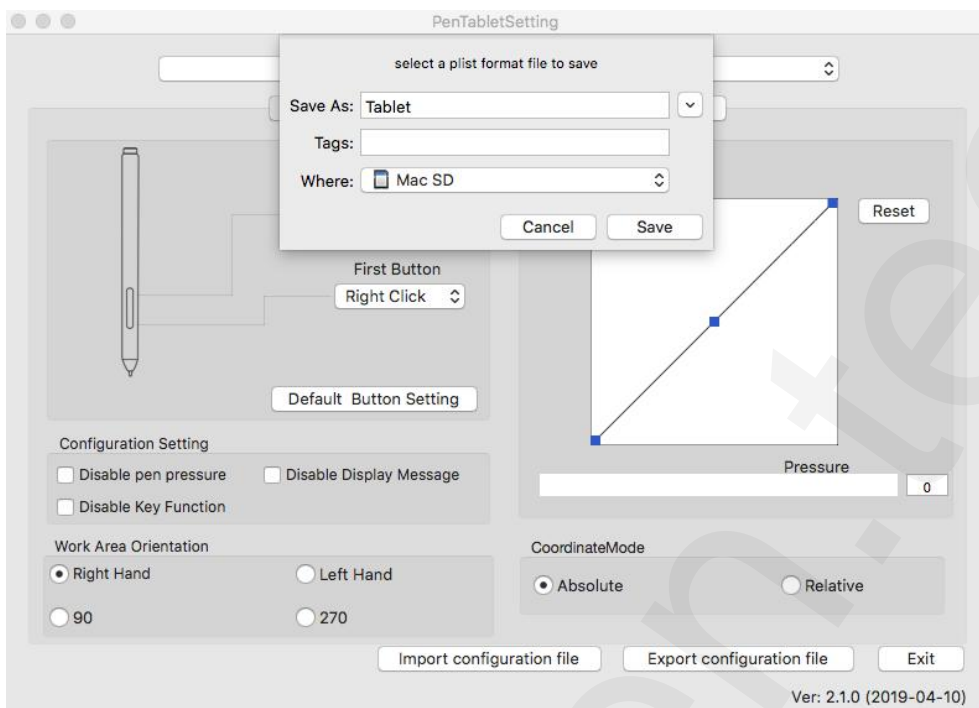 PenTabletSetting
select a plist format file to save
Save As: Tablet
Tags:
Where: Mac SD
Cancel Save
Reset
First Button
Right Click
Default Button Setting
Configuration Setting
Disable pen pressure Disable Display Message
Disable Key Function
Pressure
0
Work Area Orientation
Right Hand Left Hand
90 270
CoordinateMode
Absolute Relative
Import configuration file Export configuration file Exit
Ver: 2.1.0 (2019-04-10)